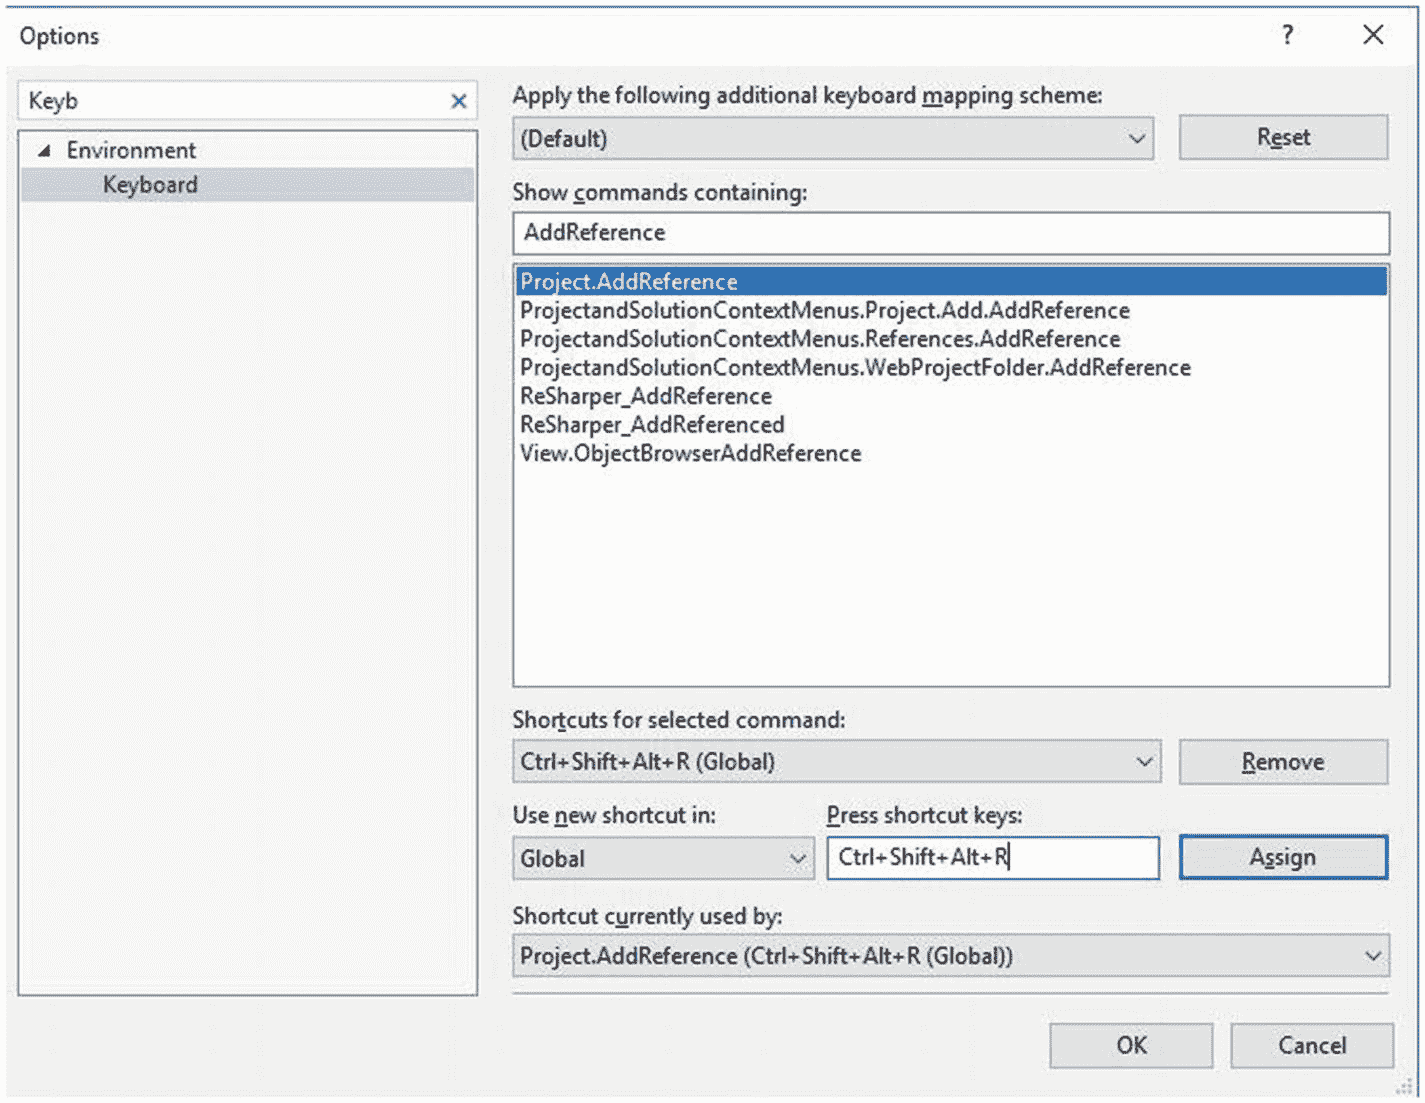 Options
?
Keyb
Environment
Keyboard
Apply the following additional keyboard mapping scheme:
(Default)
Reset
Show commands containing:
AddReference
Project.AddReference
ProjectandSolutionContextMenus.Project.Add.AddReference
ProjectandSolutionContextMenus.References.AddReference
ProjectandSolutionContextMenus.WebProjectFolder.AddReference
ReSharper_AddReference
ReSharper_AddReferenced
View.ObjectBrowserAddReference
Shortcuts for selected command:
Ctrl+Shift+Alt+R (Global)
Remove
Use new shortcut in:
Press shortcut keys:
Global
Ctrl+Shift+Alt+R
Assign
Shortcut currently used by:
Project.AddReference (Ctrl+Shift+Alt+R (Global))
OK
Cancel